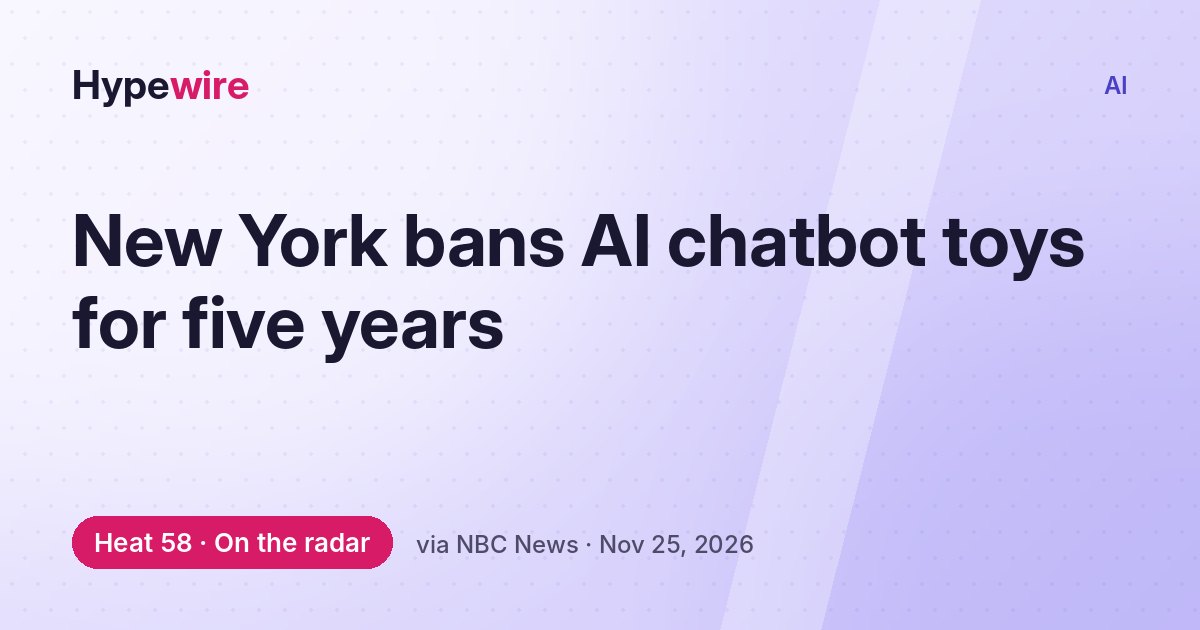 Hypewire
AI
New York bans AI chatbot toys
for five years
Heat 58 · On the radar
via NBC News · Nov 25, 2026